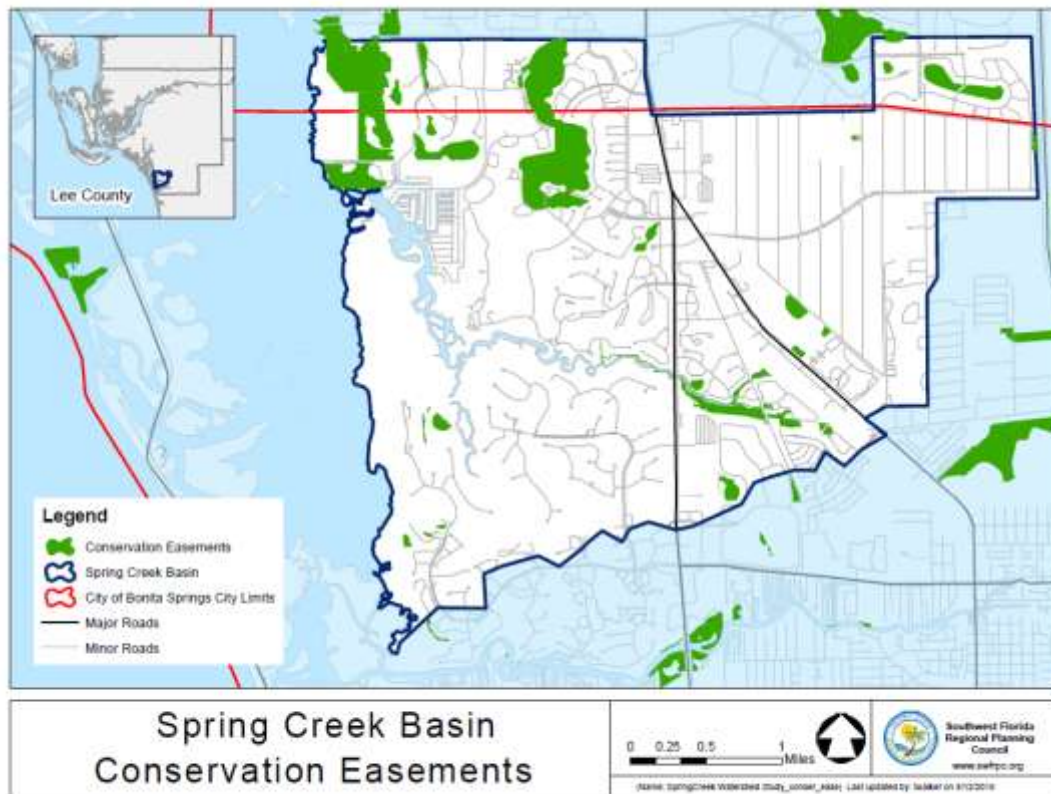 Lee County
Legend
Conservation Easements
Spring Creek Basin
City of Bonita Springs City Limits
Major Roads
Minor Roads
Spring Creek Basin
Conservation Easements
0 0.25 0.5 1
Miles
Southwest Florida
Regional Planning
Council
www.swfrpc.org